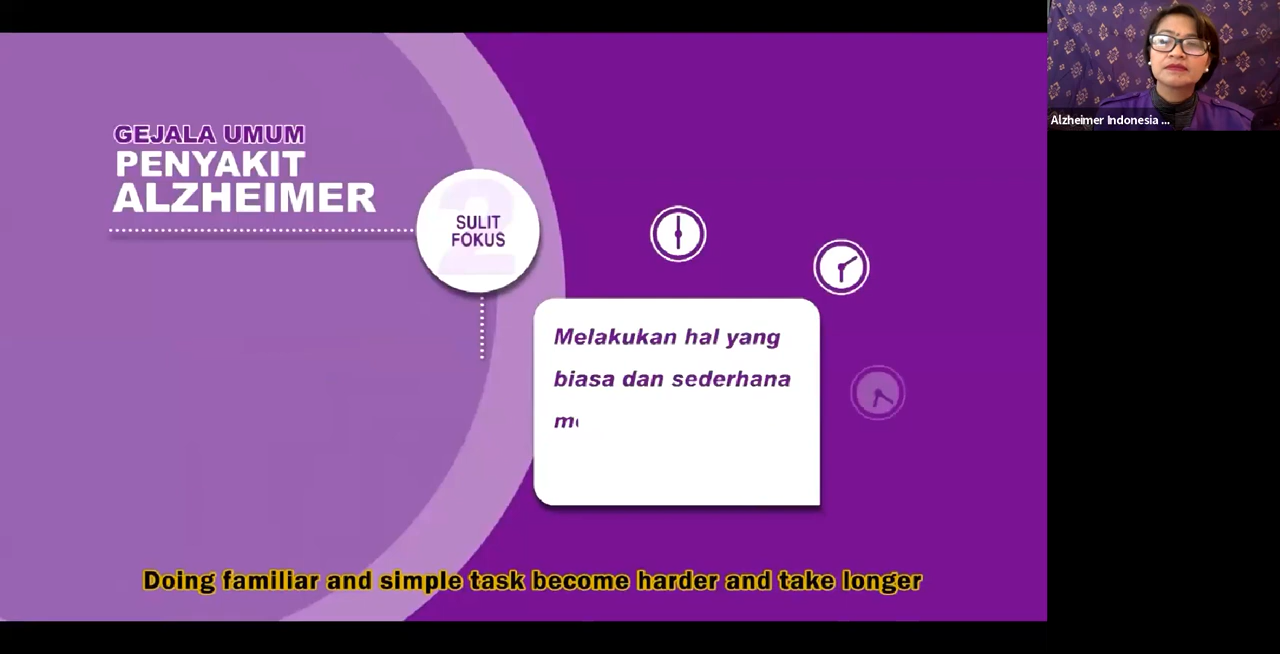 GEJALA UMUM
PENYAKIT
ALZHEIMER
2
SULIT
FOKUS
Melakukan hal yang
biasa dan sederhana
Doing familiar and simple task become harder and take longer
Alzheimer Indonesia ...